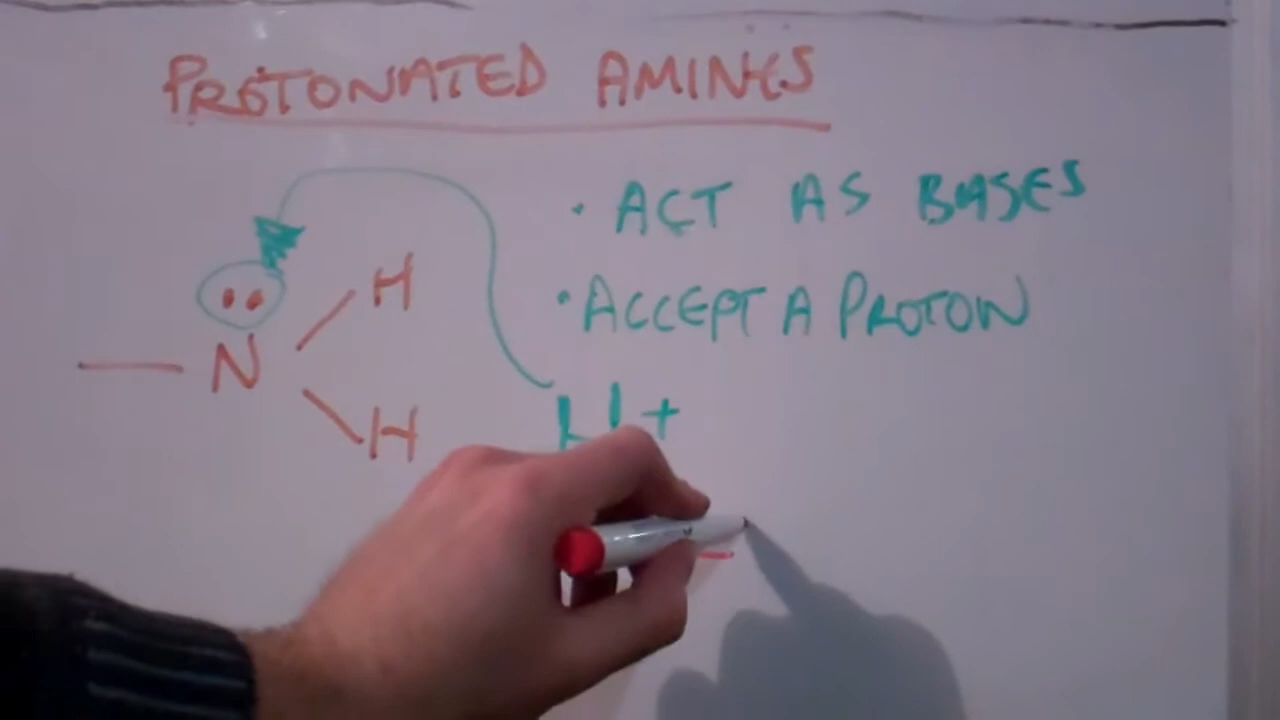 PROTONATED AMINES
• ACT AS BASES
• ACCEPT A PROTON
H
N
H
H+